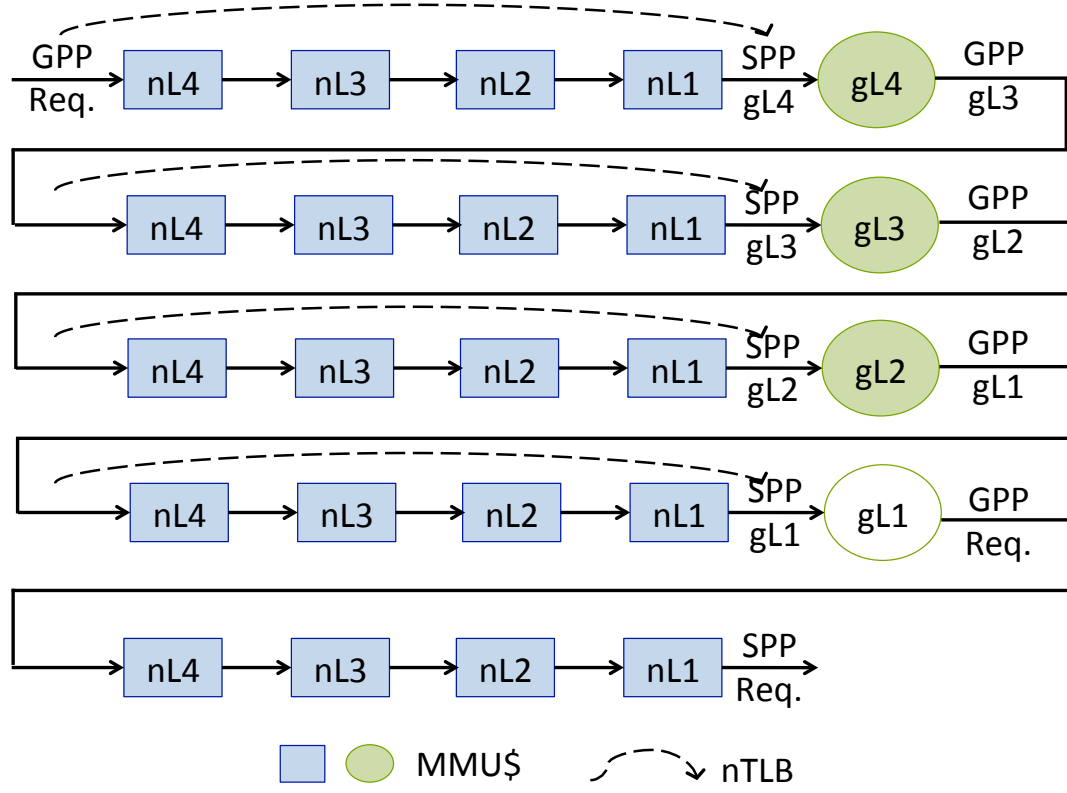 GPP
Req.
nL4
nL3
nL2
nL1
SPP
gL4
gL4
GPP
gL3
nL4
nL3
nL2
nL1
SPP
gL3
gL3
GPP
gL2
nL4
nL3
nL2
nL1
SPP
gL2
gL2
GPP
gL1
nL4
nL3
nL2
nL1
SPP
gL1
gL1
GPP
Req.
nL4
nL3
nL2
nL1
SPP
Req.
MMU$
nTLB